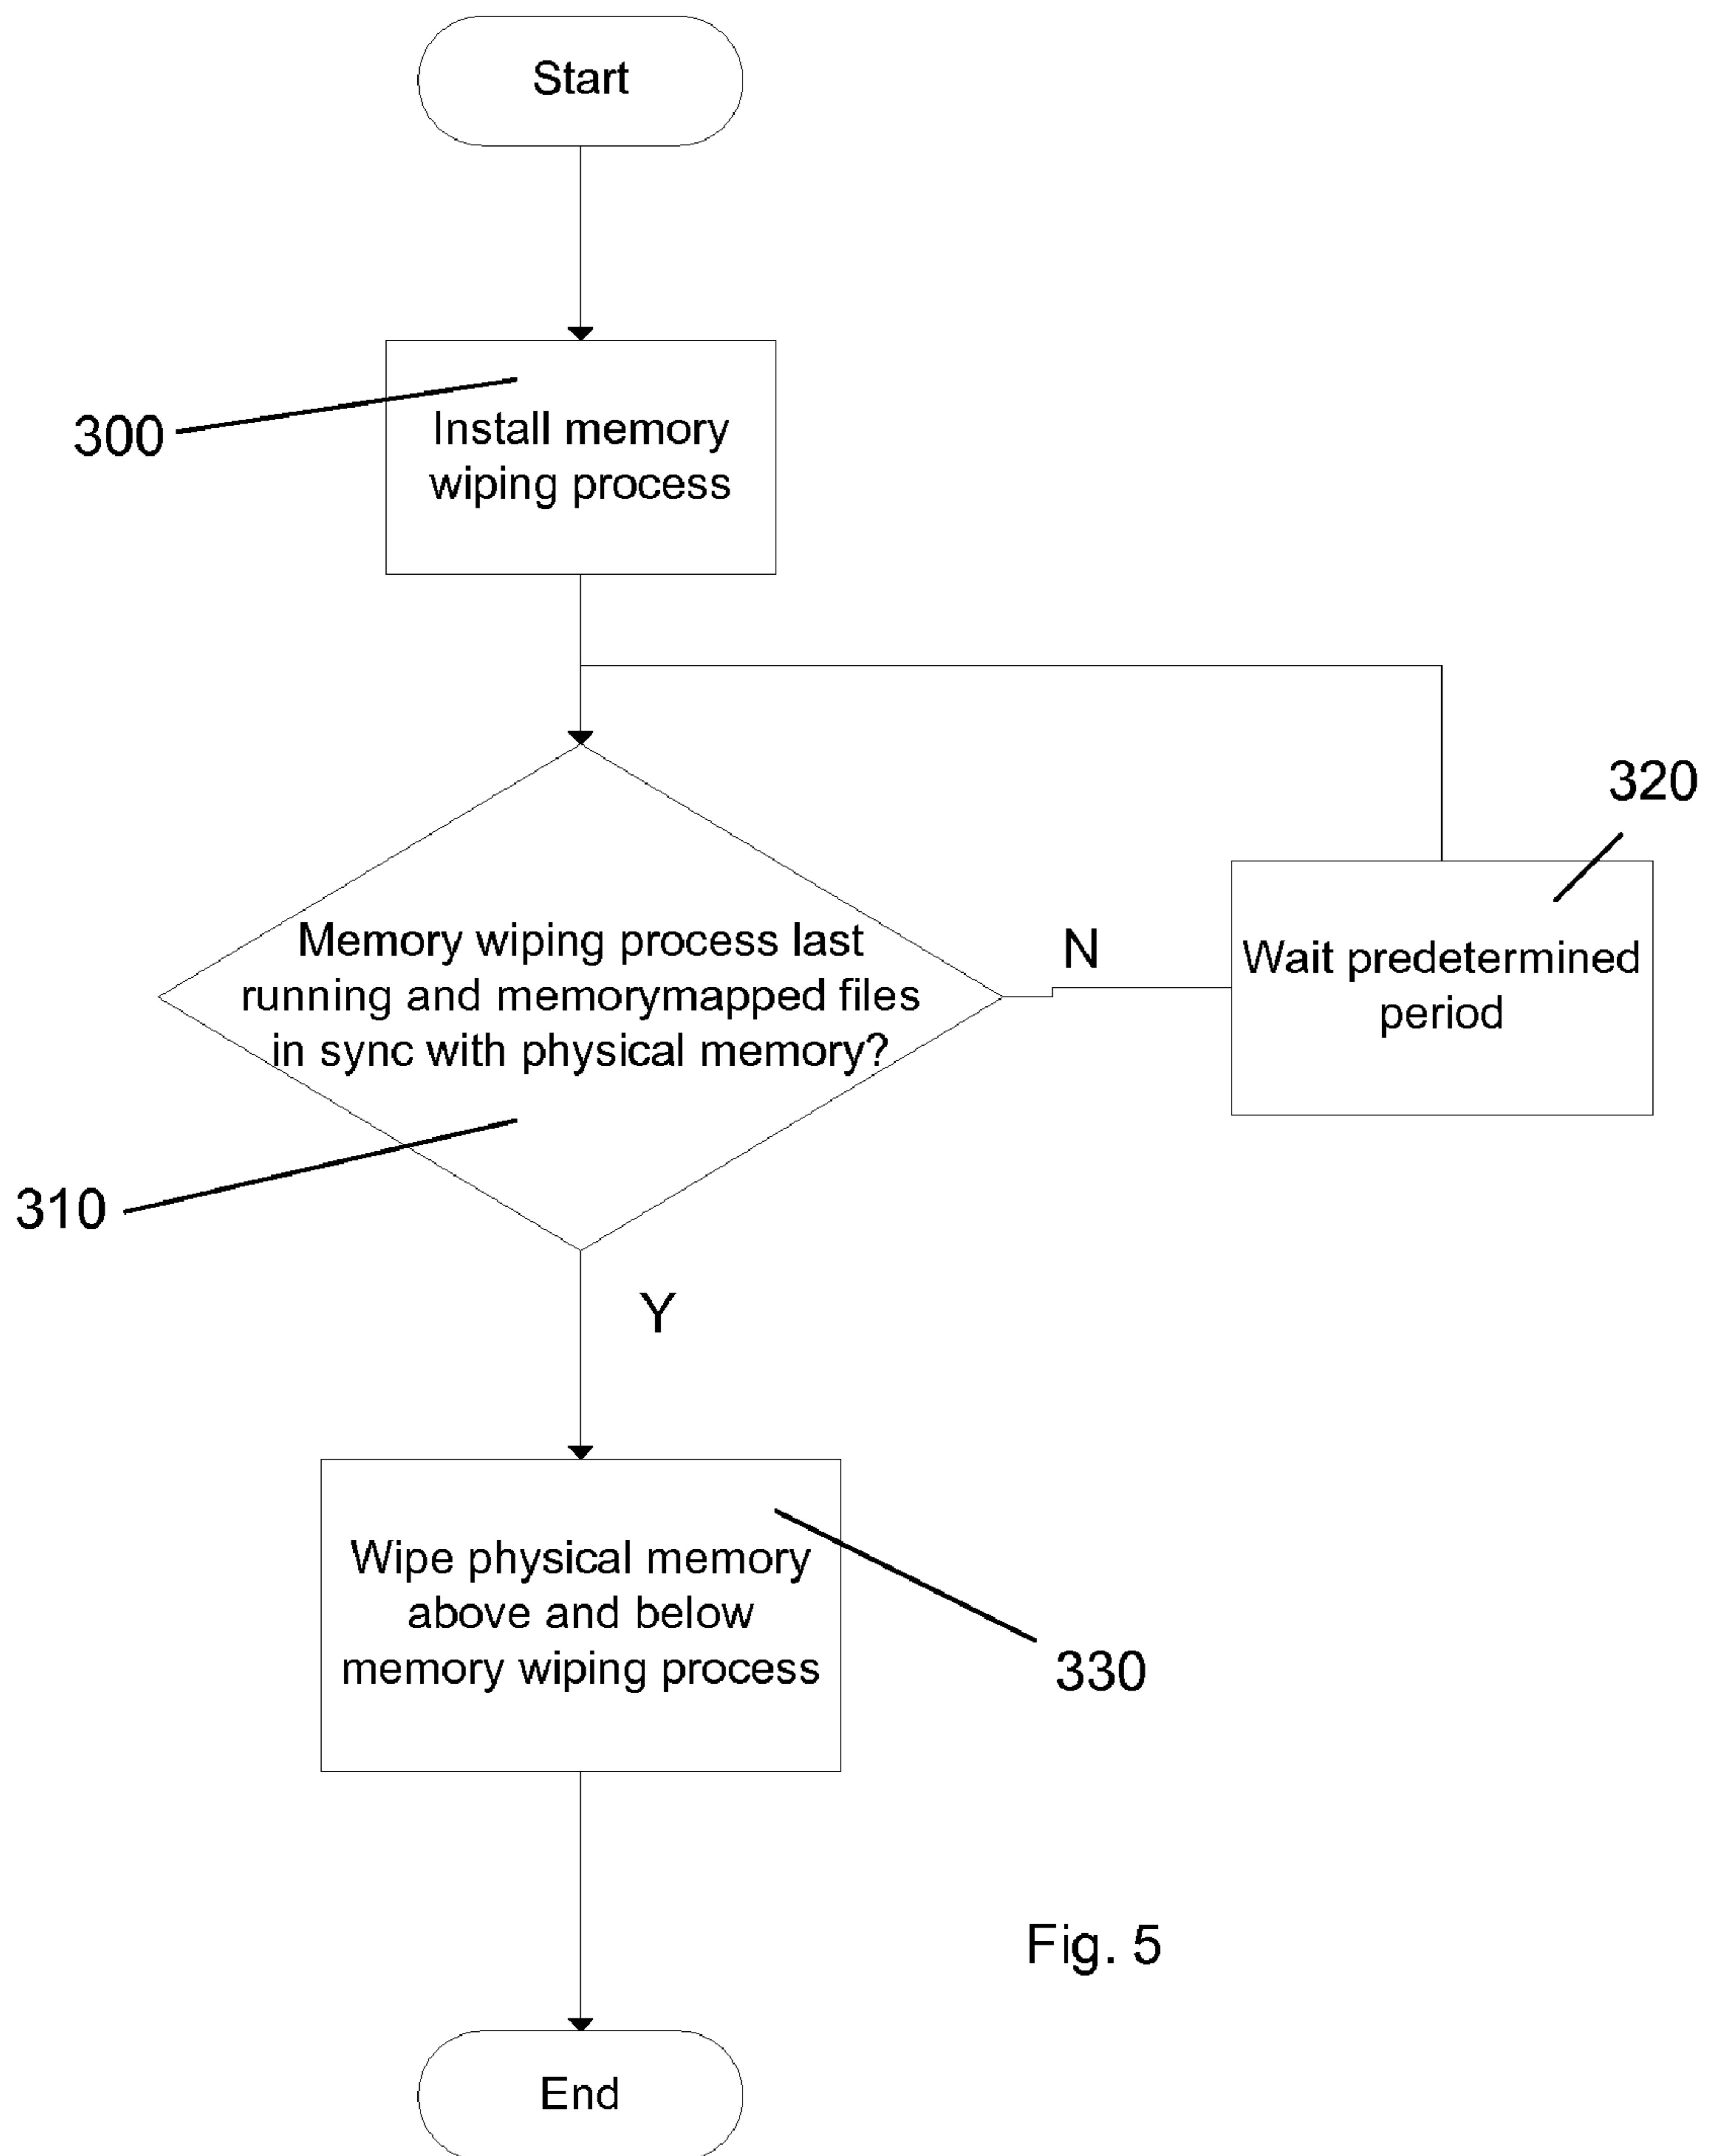 Start
300
Install memory
wiping process
320
Memory wiping process last
running and memorymapped files
in sync with physical memory?
N
Wait predetermined
period
310
Y
Wipe physical memory
above and below
memory wiping process
330
Fig. 5
End